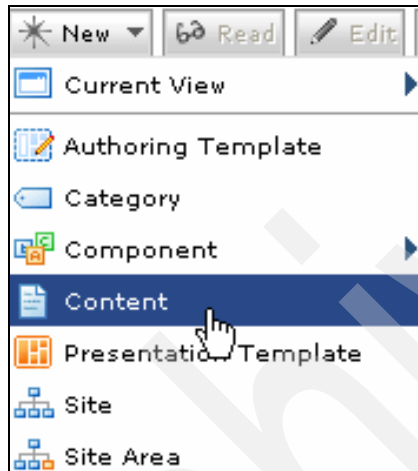 New Read Edit
Current View
Authoring Template
Category
Component
Content
Presentation Template
Site
Site Area